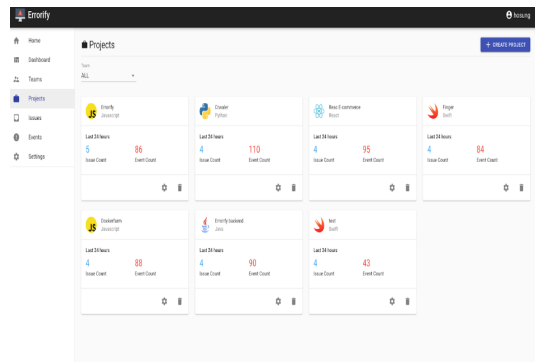 Errorify
hosung
Home
Dashboard
Teams
Projects
Issues
Events
Settings
Projects
+ CREATE PROJECT
Team
ALL
Errorify
Javascript
Last 24 hours
5
86
Issue Count
Event Count
Crawler
Python
Last 24 hours
4
110
Issue Count
Event Count
React E-commerce
React
Last 24 hours
4
95
Issue Count
Event Count
Finger
Swift
Last 24 hours
4
84
Issue Count
Event Count
Javascript
Last 24 hours
4
88
Issue Count
Event Count
Errorify backend
Java
Last 24 hours
4
90
Issue Count
Event Count
test
Swift
Last 24 hours
4
43
Issue Count
Event Count